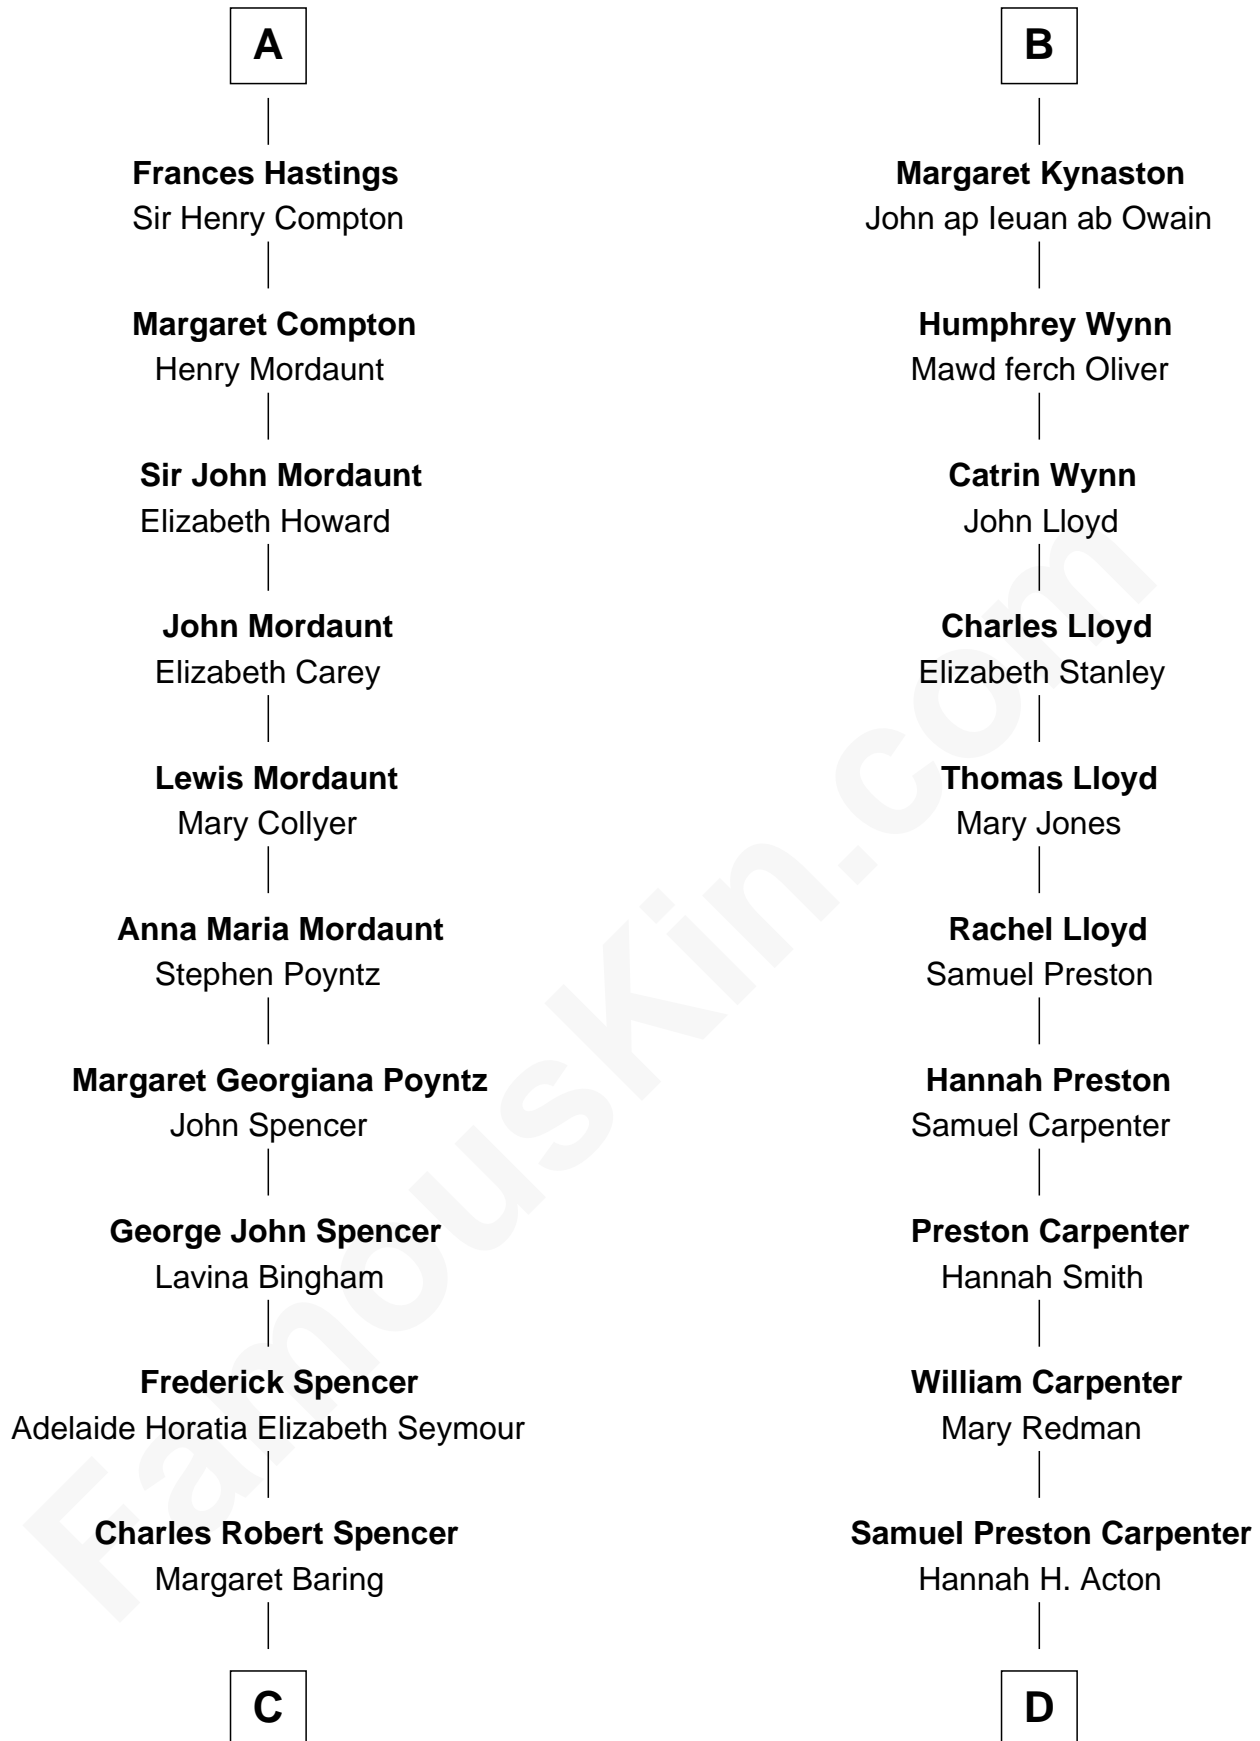 A
Frances Hastings
Sir Henry Compton
Margaret Compton
Henry Mordaunt
Sir John Mordaunt
Elizabeth Howard
John Mordaunt
Elizabeth Carey
Lewis Mordaunt
Mary Collyer
Anna Maria Mordaunt
Stephen Poyntz
Margaret Georgiana Poyntz
John Spencer
George John Spencer
Lavina Bingham
Frederick Spencer
Adelaide Horatia Elizabeth Seymour
Charles Robert Spencer
Margaret Baring
C
B
Margaret Kynaston
John ap Ieuan ab Owain
Humphrey Wynn
Mawd ferch Oliver
Catrin Wynn
John Lloyd
Charles Lloyd
Elizabeth Stanley
Thomas Lloyd
Mary Jones
Rachel Lloyd
Samuel Preston
Hannah Preston
Samuel Carpenter
Preston Carpenter
Hannah Smith
William Carpenter
Mary Redman
Samuel Preston Carpenter
Hannah H. Acton
D
FamousKin.com